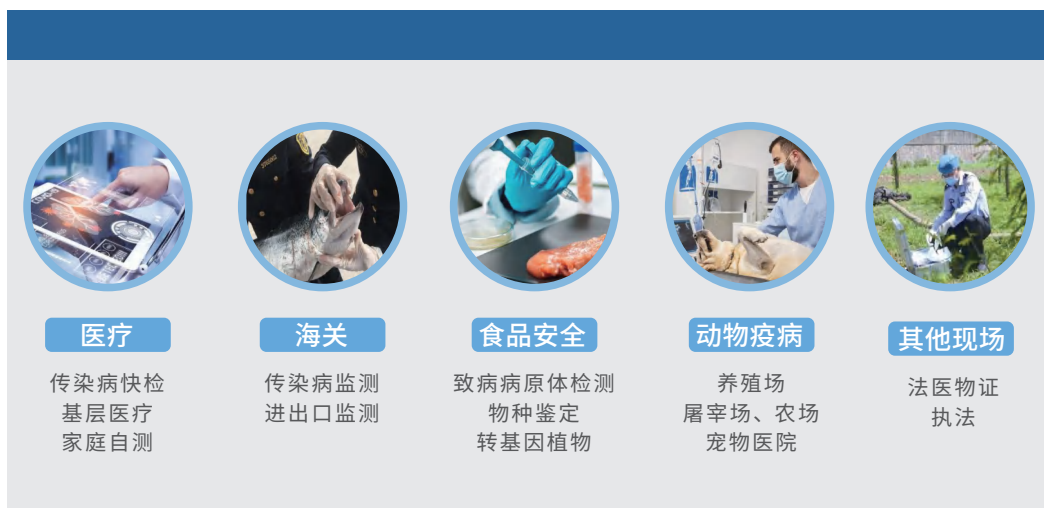 医疗
传染病快检
基层医疗
家庭自测
海关
传染病监测
进出口监测
食品安全
致病病原体检测
物种鉴定
转基因植物
动物疫病
养殖场
屠宰场、农场
宠物医院
其他现场
法医物证
执法